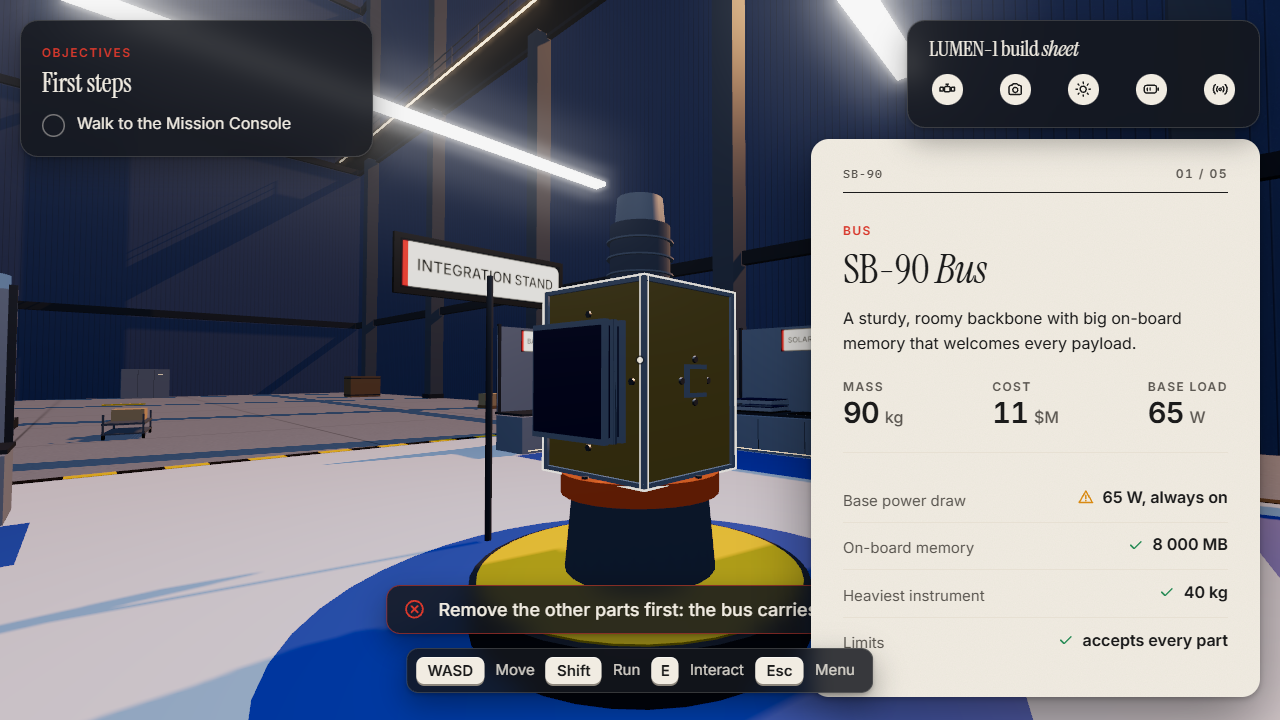 OBJECTIVES
First steps
Walk to the Mission Console
LUMEN-1 build sheet
INTEGRATION STAND
SOLAR
SB-90
01 / 05
BUS
SB-90 Bus
A sturdy, roomy backbone with big on-board
memory that welcomes every payload.
MASS
90 kg
COST
11 $M
BASE LOAD
65 W
Base power draw
65 W, always on
On-board memory
8 000 MB
Heaviest instrument
40 kg
Limits
accepts every part
Remove the other parts first: the bus carries
WASD Move Shift Run E Interact Esc Menu